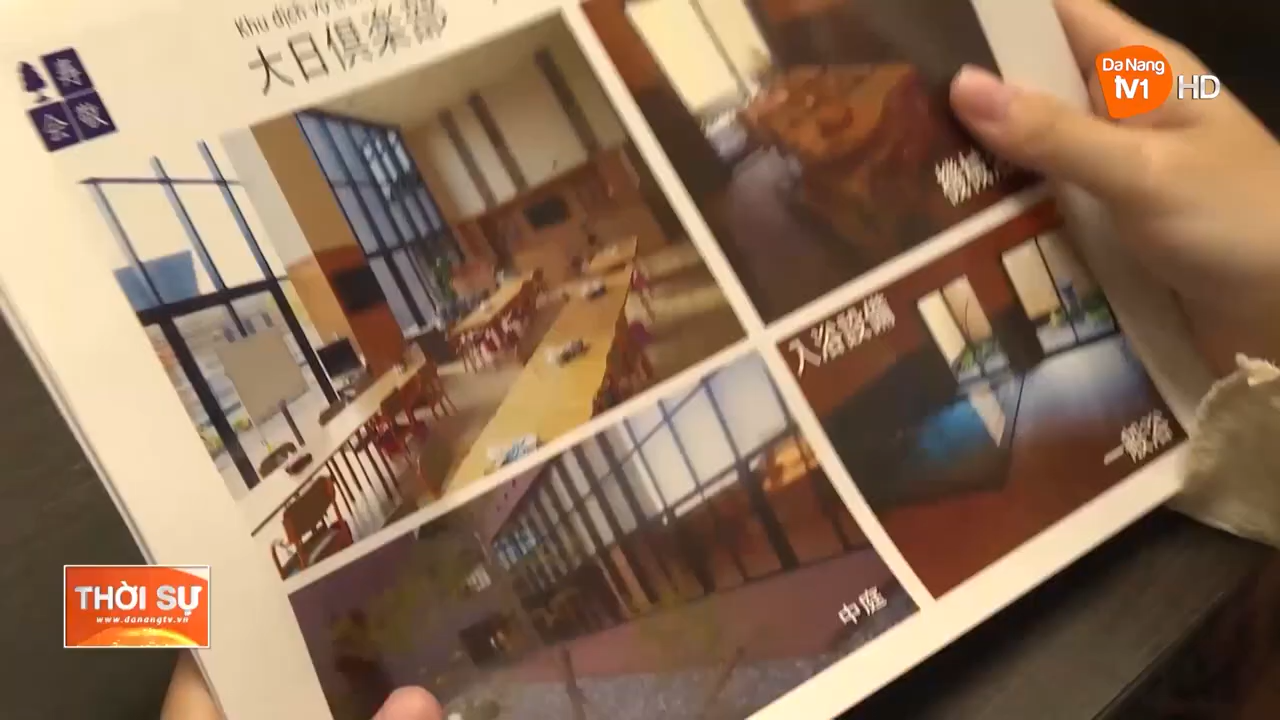 Khu dịch vụ
大日倶楽部
寿
会 敬
Da Nang
tv1 HD
入浴設備
一般浴
中庭
THỜI SỰ
www.danangtv.vn